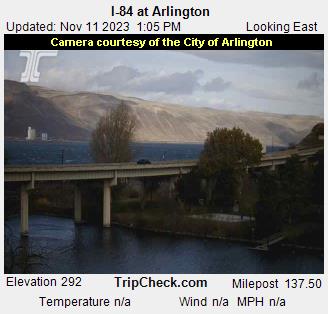 I-84 at Arlington
Updated: Nov 11 2023 1:05 PM Looking East
Camera courtesy of the City of Arlington
Elevation 292 TripCheck.com Milepost 137.50
Temperature n/a Wind n/a MPH n/a